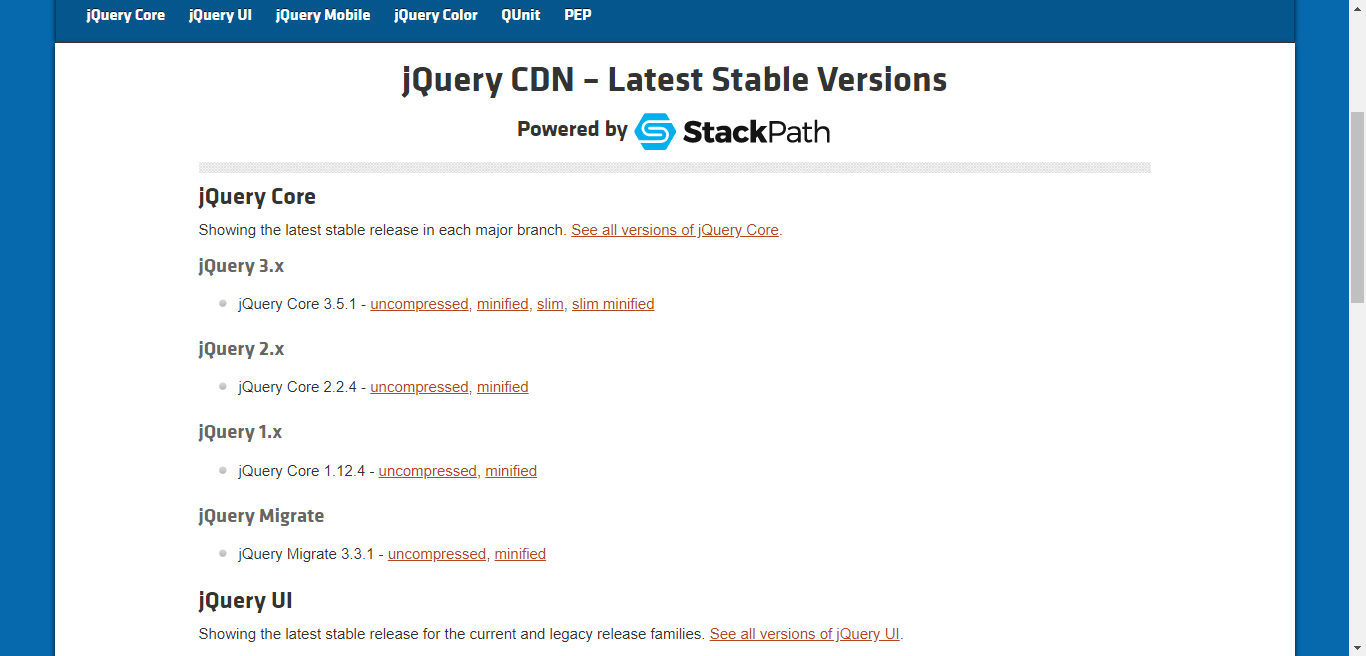 jQuery Core jQuery UI jQuery Mobile jQuery Color QUnit PEP
jQuery CDN – Latest Stable Versions
Powered by StackPath
jQuery Core
Showing the latest stable release in each major branch. See all versions of jQuery Core.
jQuery 3.x
jQuery Core 3.5.1 - uncompressed, minified, slim, slim minified
jQuery 2.x
jQuery Core 2.2.4 - uncompressed, minified
jQuery 1.x
jQuery Core 1.12.4 - uncompressed, minified
jQuery Migrate
jQuery Migrate 3.3.1 - uncompressed, minified
jQuery UI
Showing the latest stable release for the current and legacy release families. See all versions of jQuery UI.